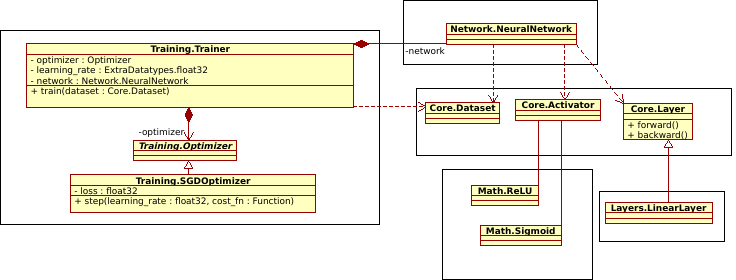 Network.NeuralNetwork
Training.Trainer
- optimizer : Optimizer
- learning_rate : ExtraDatatypes.float32
- network : Network.NeuralNetwork
+ train(dataset : Core.Dataset)
-network
Core.Dataset
Core.Activator
Core.Layer
+ forward()
+ backward()
-optimizer
Training.Optimizer
Training.SGDOptimizer
- loss : float32
+ step(learning_rate : float32, cost_fn : Function)
Math.ReLU
Layers.LinearLayer
Math.Sigmoid